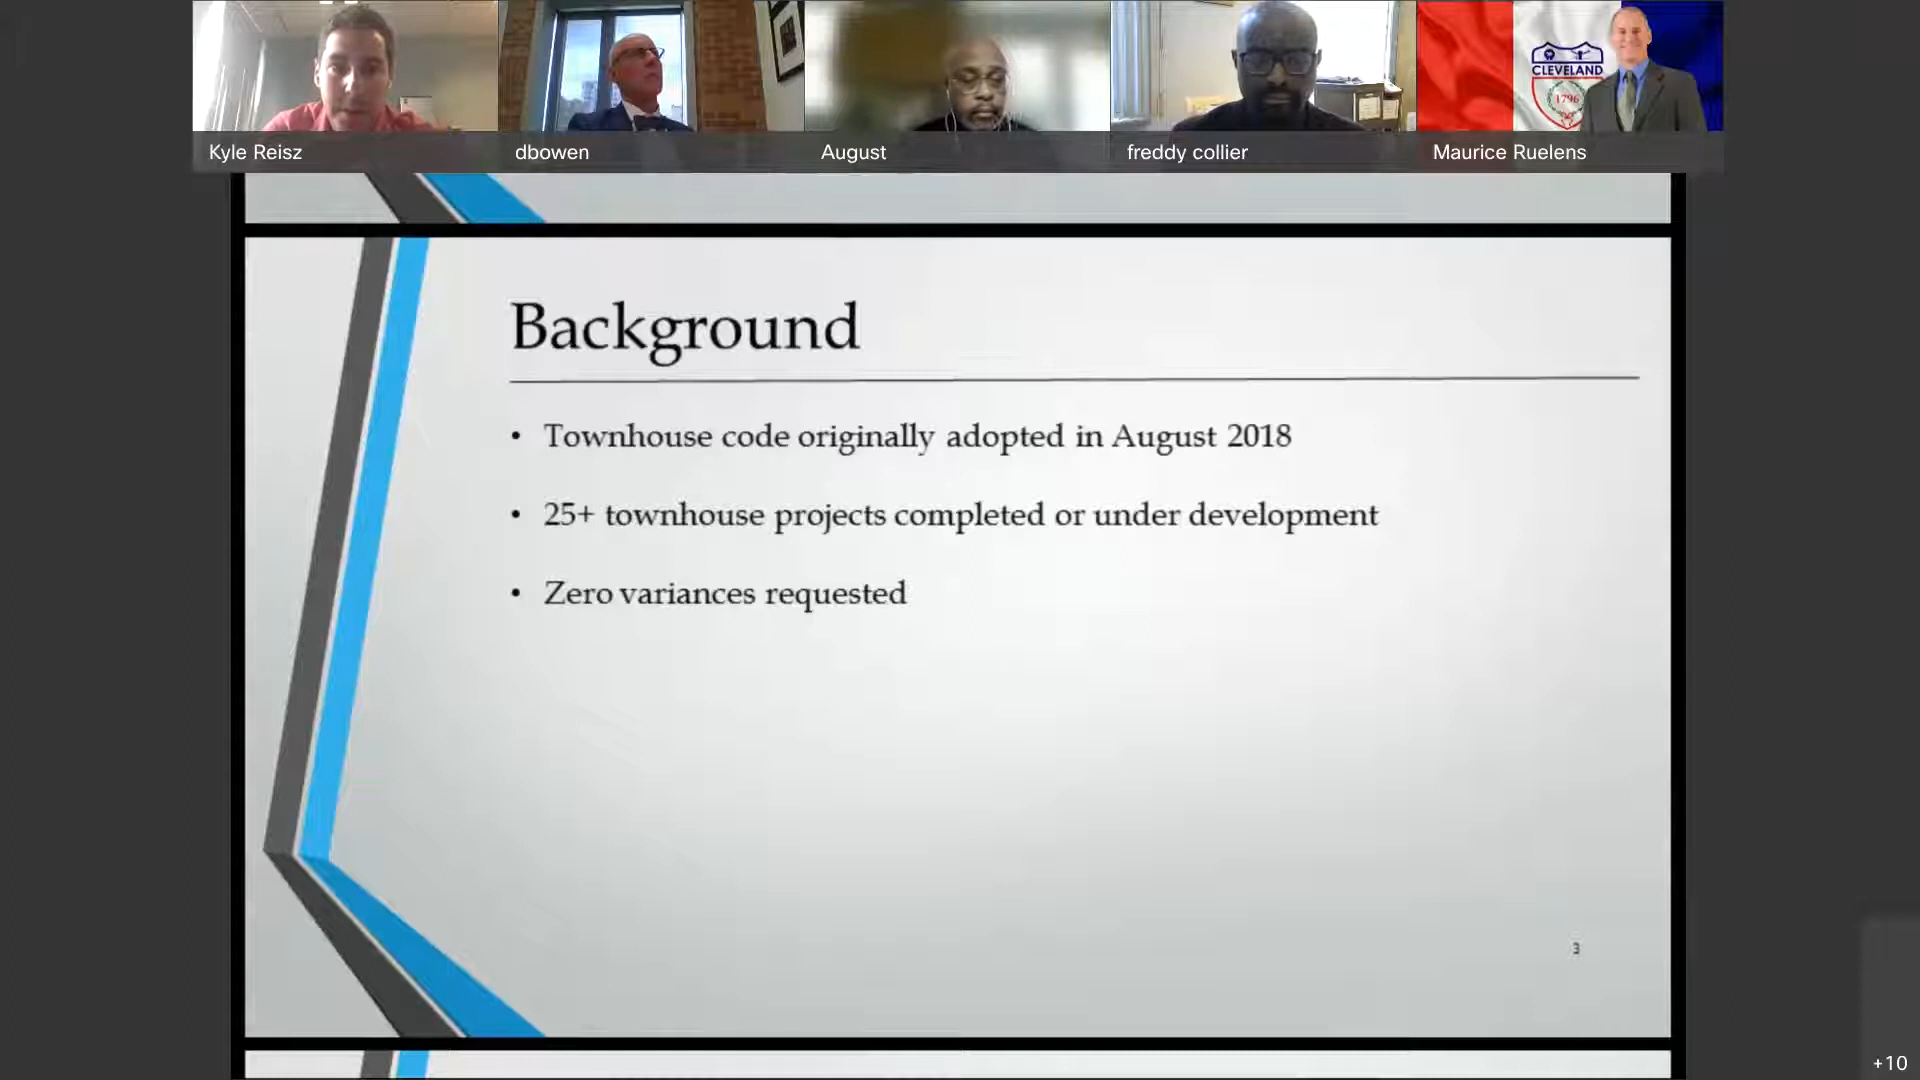 Kyle Reisz
dbowen
August
freddy collier
Maurice Ruelens
CLEVELAND
1796
Background
• Townhouse code originally adopted in August 2018
• 25+ townhouse projects completed or under development
• Zero variances requested
3
+10